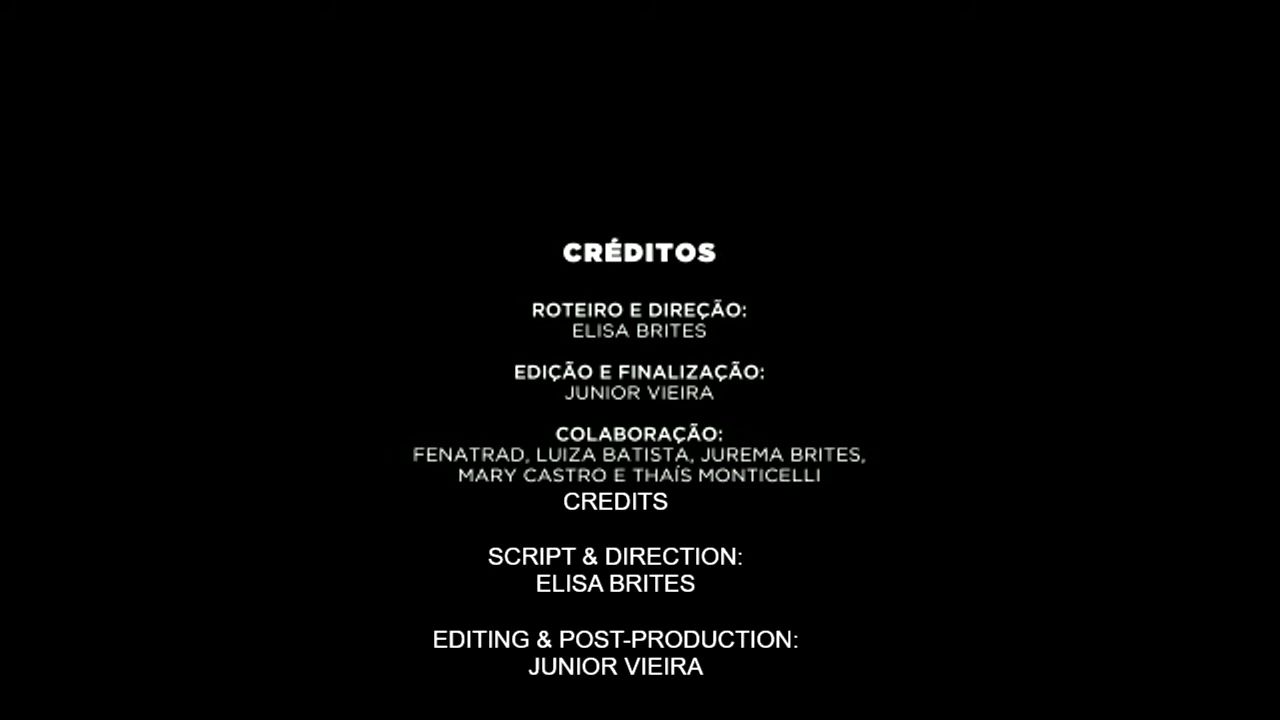 CRÉDITOS
ROTEIRO E DIREÇÃO:
ELISA BRITES
EDIÇÃO E FINALIZAÇÃO:
JUNIOR VIEIRA
COLABORAÇÃO:
FENATRAD, LUIZA BATISTA, JUREMA BRITES,
MARY CASTRO E THAÍS MONTICELLI
CREDITS
SCRIPT & DIRECTION:
ELISA BRITES
EDITING & POST-PRODUCTION:
JUNIOR VIEIRA